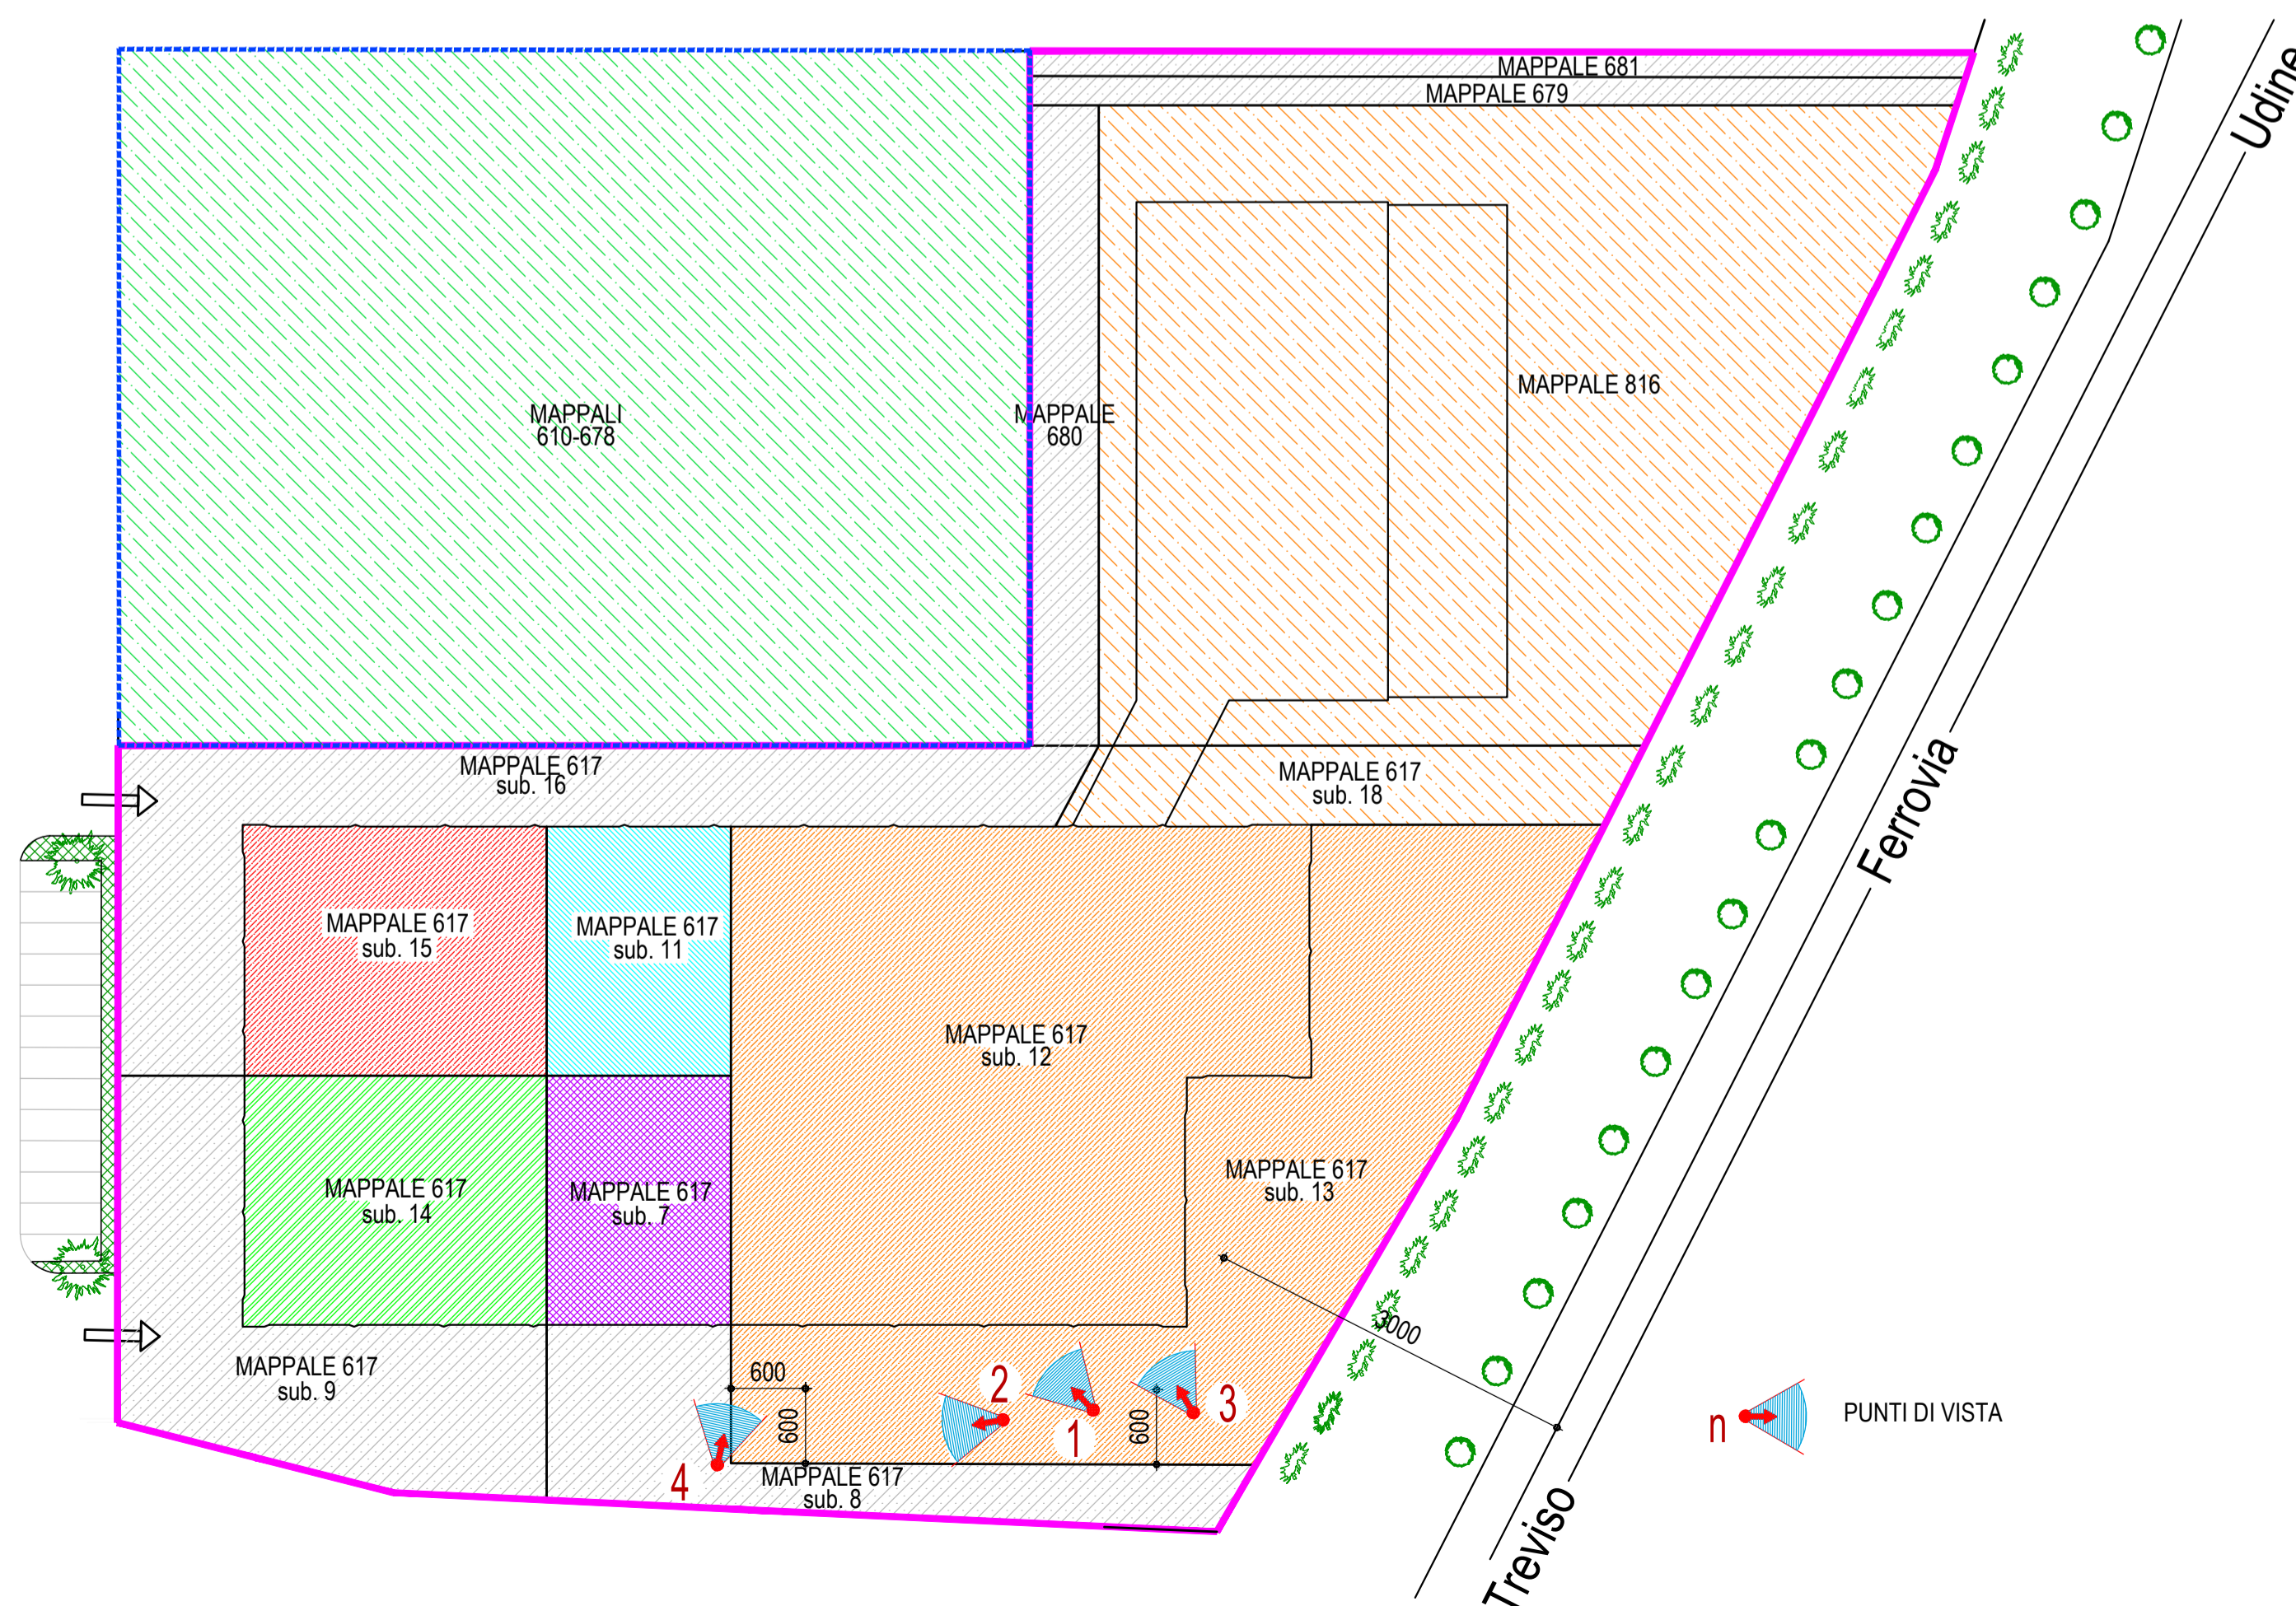 Udine
MAPPALE 681
MAPPALE 679
MAPPALE 816
MAPPALI
610-678
MAPPALE
680
MAPPALE 617
sub. 16
MAPPALE 617
sub. 18
Ferrovia
MAPPALE 617
sub. 15
MAPPALE 617
sub. 11
MAPPALE 617
sub. 12
MAPPALE 617
sub. 14
MAPPALE 617
sub. 7
MAPPALE 617
sub. 13
3000
MAPPALE 617
sub. 9
600
600
2
1
600
3
4
MAPPALE 617
sub. 8
n
PUNTI DI VISTA
Treviso